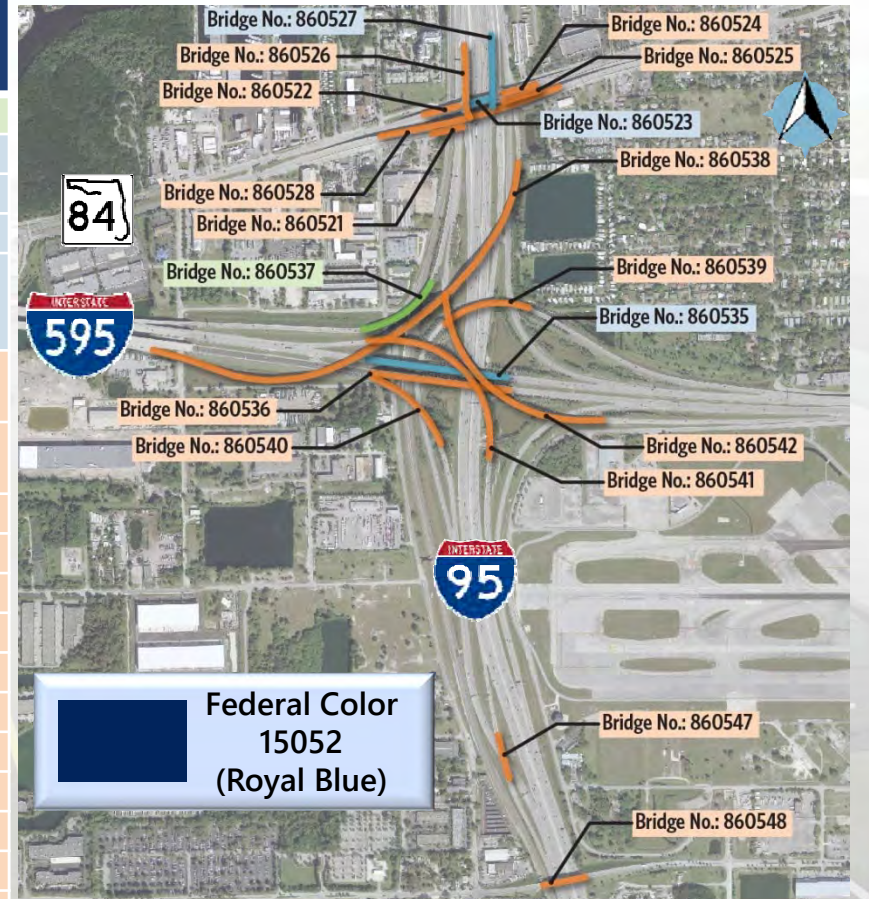 Bridge No.: 860527
Bridge No.: 860524
Bridge No.: 860526
Bridge No.: 860525
Bridge No.: 860522
Bridge No.: 860523
Bridge No.: 860538
84
Bridge No.: 860528
Bridge No.: 860521
Bridge No.: 860537
Bridge No.: 860539
INTERSTATE
595
Bridge No.: 860535
Bridge No.: 860536
Bridge No.: 860540
Bridge No.: 860542
Bridge No.: 860541
INTERSTATE
95
Federal Color
15052
(Royal Blue)
Bridge No.: 860547
Bridge No.: 860548